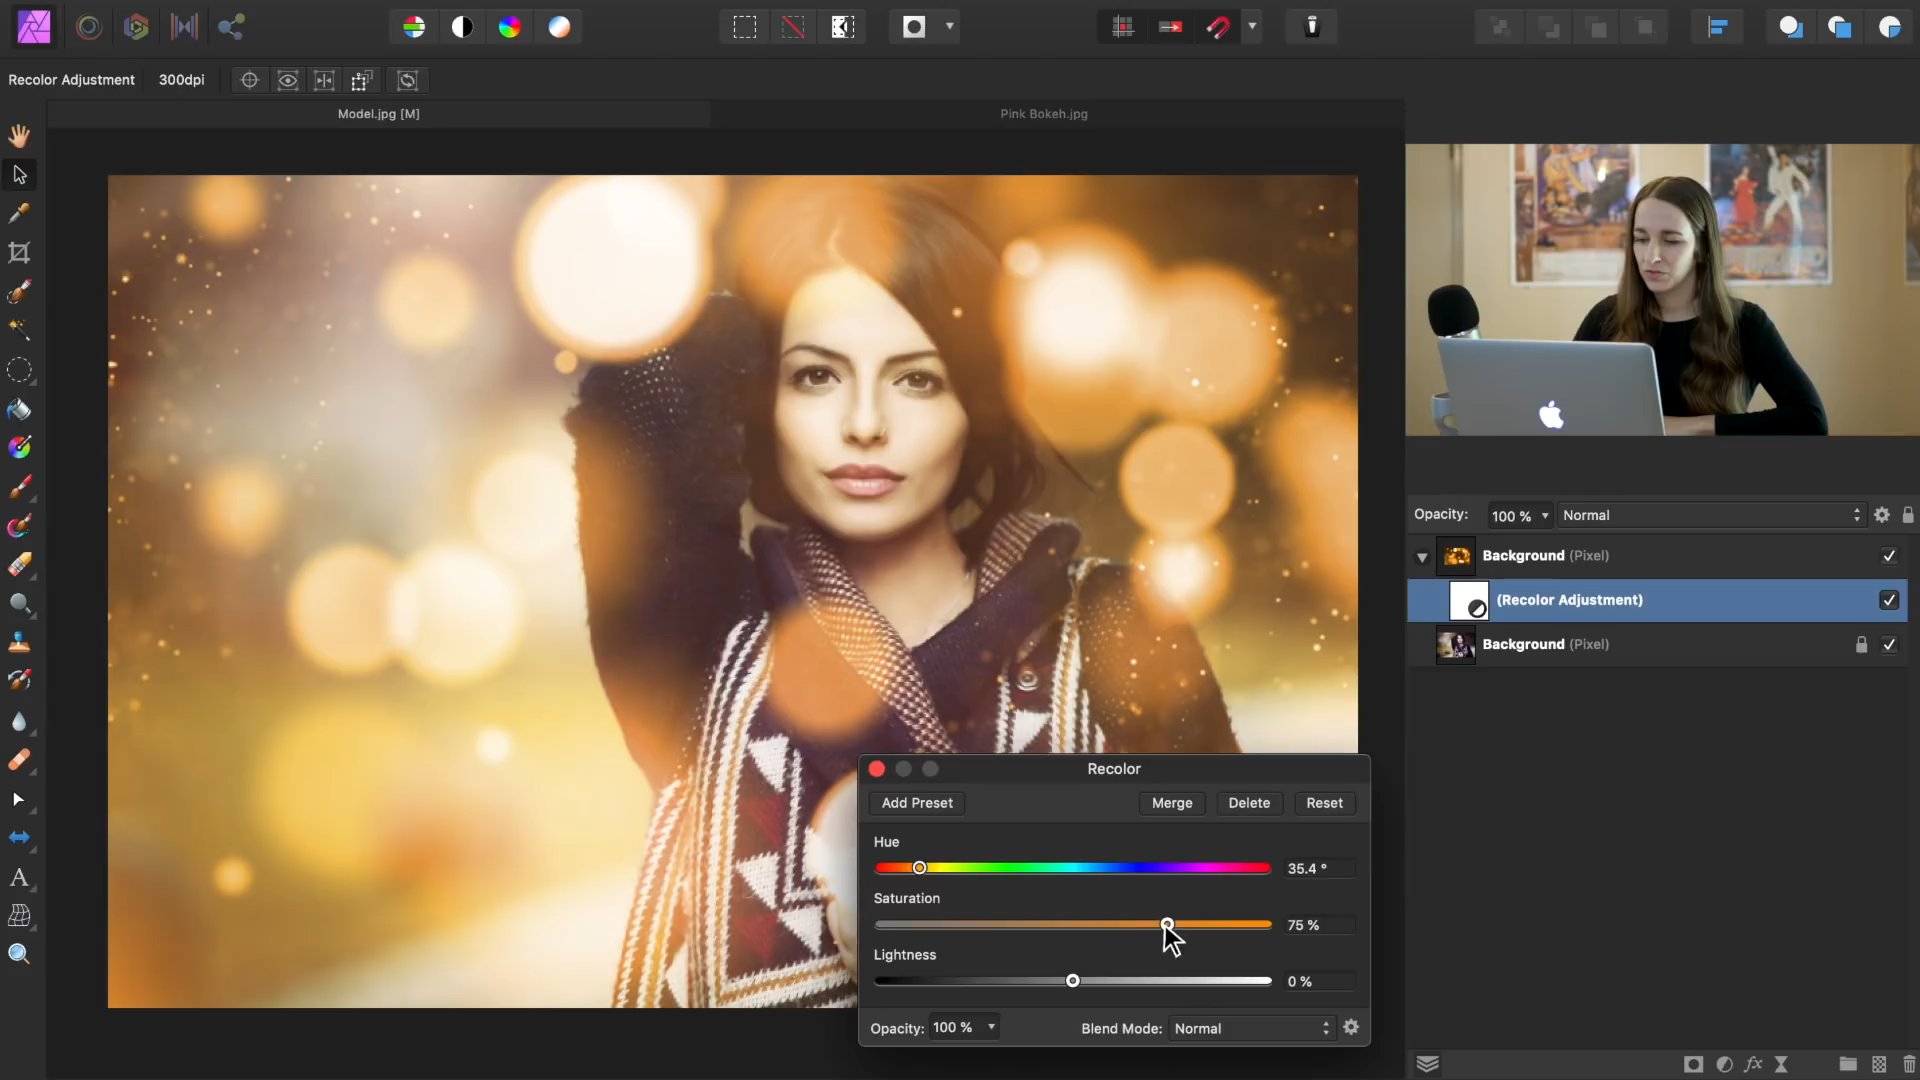 Recolor Adjustment 300dpi
Model.jpg [M]
Pink Bokeh.jpg
Opacity: 100 % Normal
Background (Pixel)
(Recolor Adjustment)
Background (Pixel)
Recolor
Add Preset Merge Delete Reset
Hue
35.4 °
Saturation
75 %
Lightness
0 %
Opacity: 100 % Blend Mode: Normal